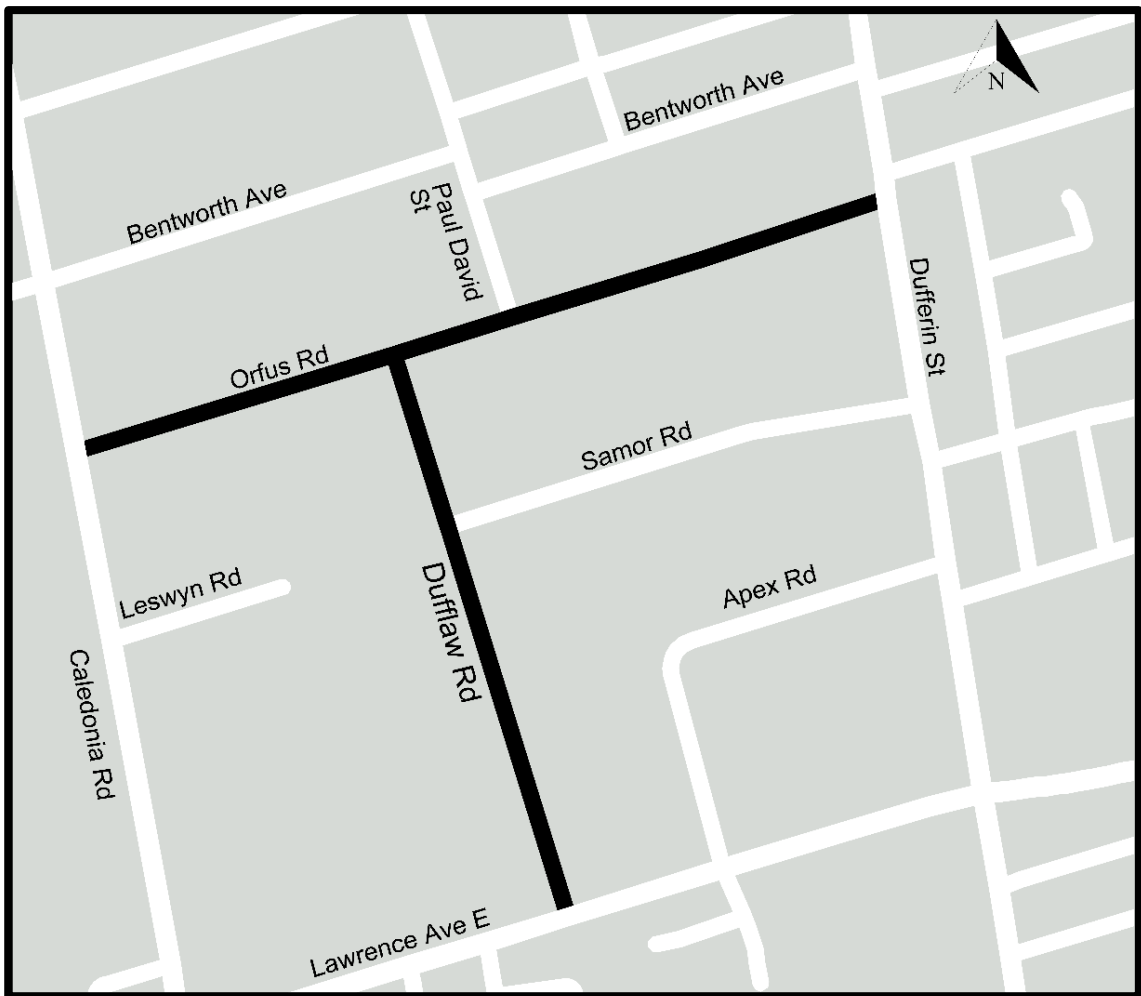 N
Bentworth Ave
Bentworth Ave
Paul David
St
Dufferin St
Orfus Rd
Samor Rd
Leswyn Rd
Dufflaw Rd
Apex Rd
Caledonia Rd
Lawrence Ave E